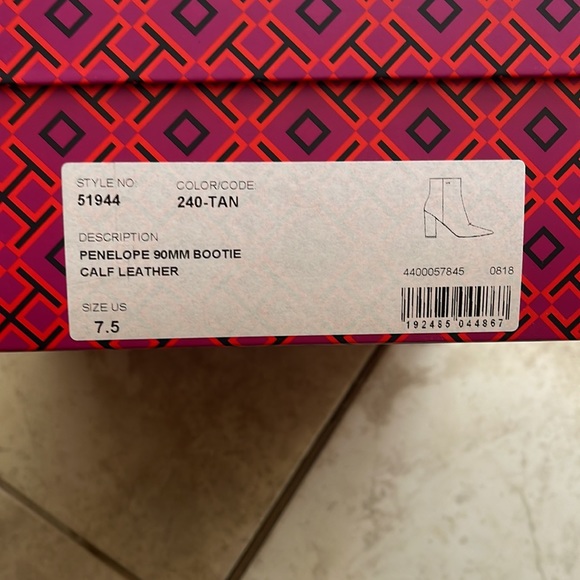 STYLE NO: COLOR/CODE:
51944 240-TAN
DESCRIPTION
PENELOPE 90MM BOOTIE
CALF LEATHER
4400057845 0818
SIZE US
7.5
192485 044867